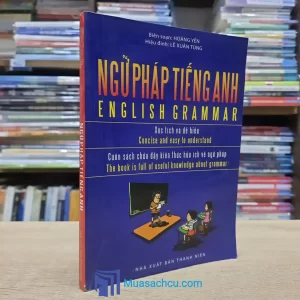 Biên soạn: HOÀNG YẾN
Hiệu đính: LÊ XUÂN TÙNG
NGỮ PHÁP TIẾNG ANH
ENGLISH GRAMMAR
Súc tích và dễ hiểu
Concise and easy to understand
Cuốn sách chứa đầy kiến thức hữu ích về ngữ pháp
The book is full of useful knowledge about grammar
NHÀ XUẤT BẢN THANH NIÊN
NGỮ PHÁP TIẾNG ANH
Muasachcu.com